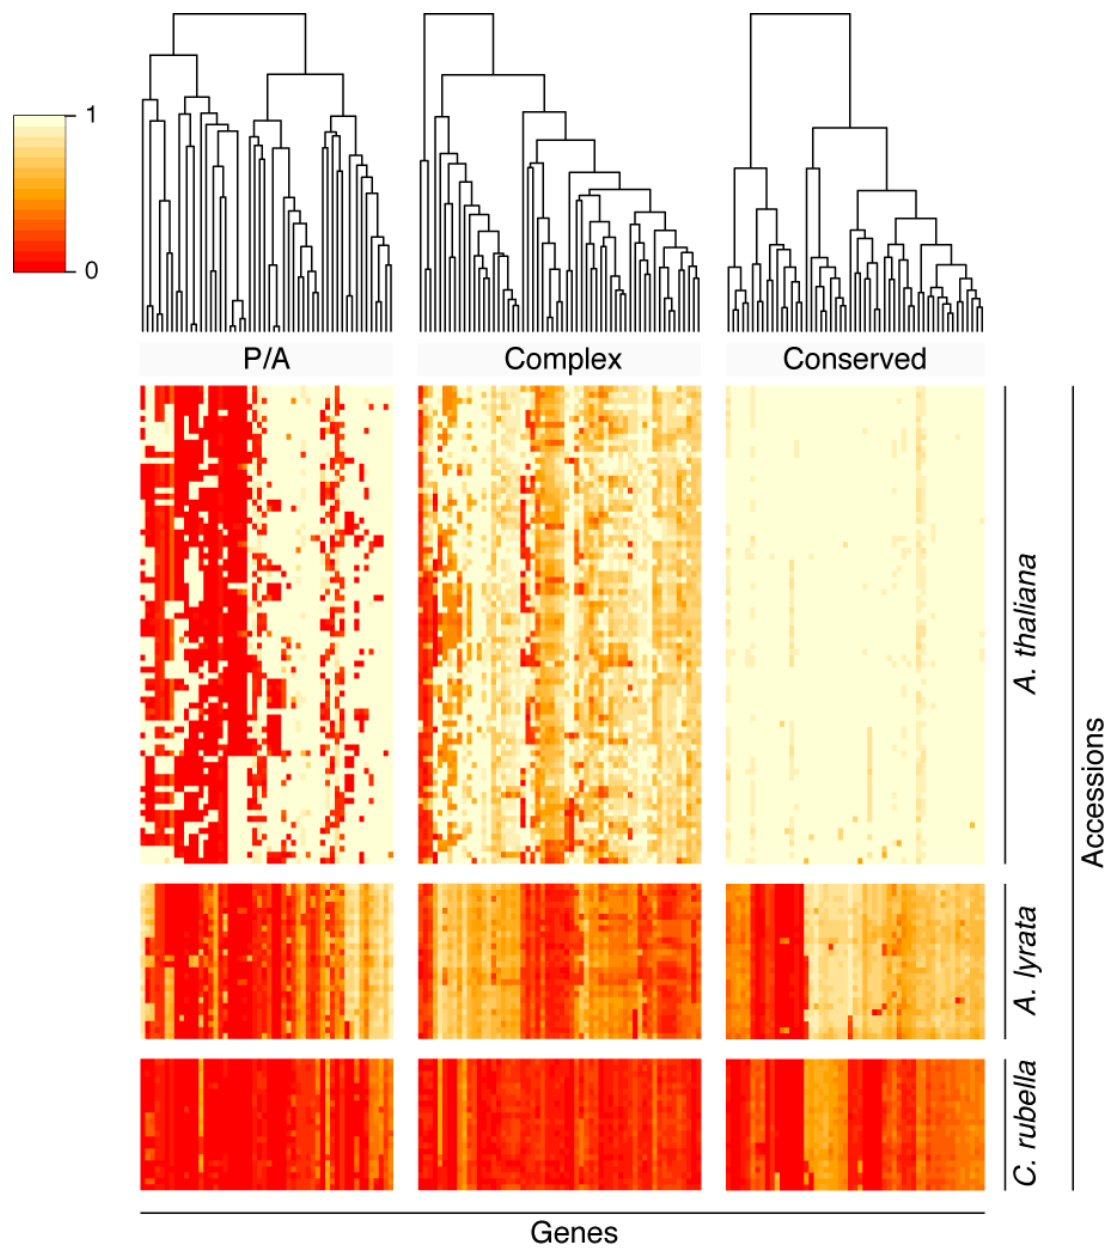 1
0
P/A
Complex
Conserved
A. thaliana
A. lyrata
C. rubella
Accessions
Genes